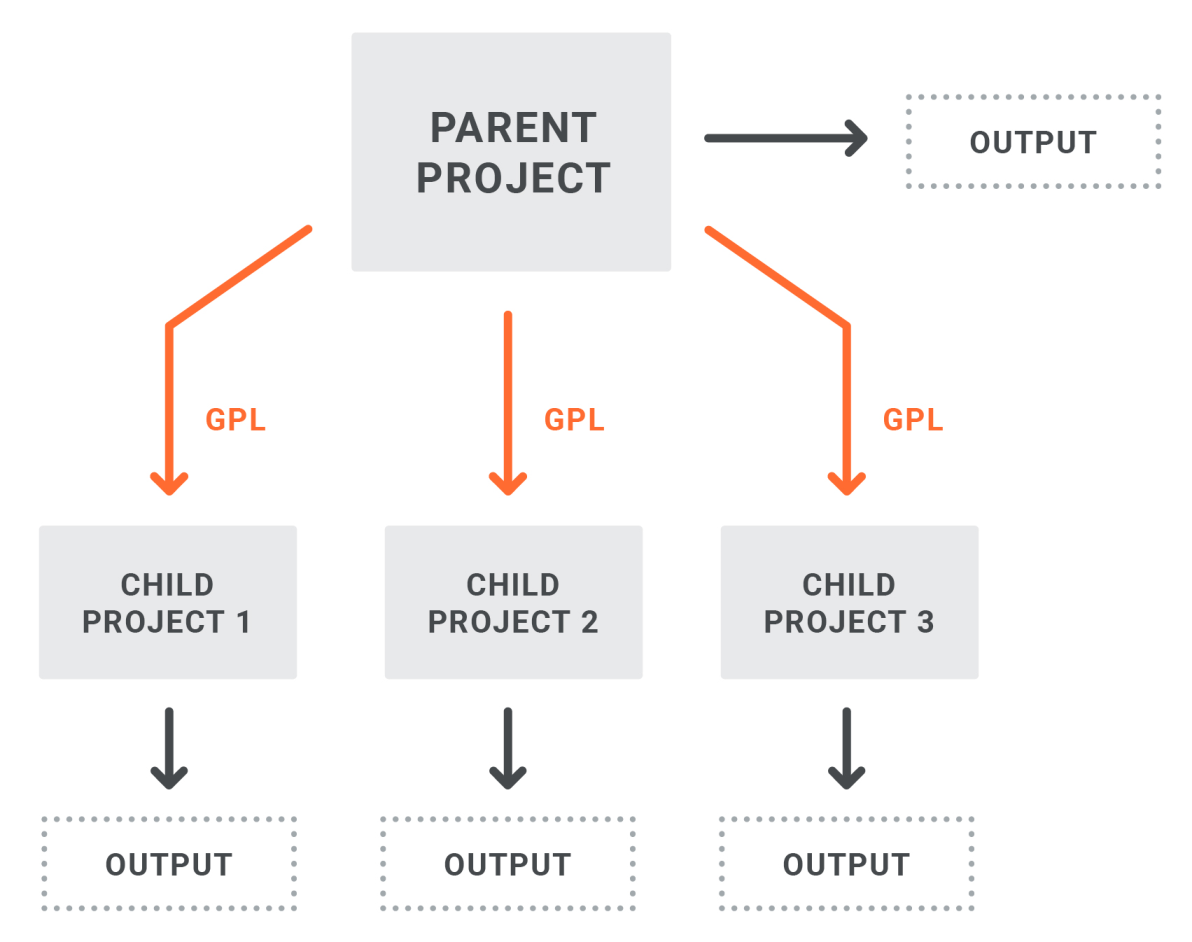 PARENT
PROJECT
OUTPUT
GPL
GPL
GPL
CHILD
PROJECT 1
CHILD
PROJECT 2
CHILD
PROJECT 3
OUTPUT
OUTPUT
OUTPUT